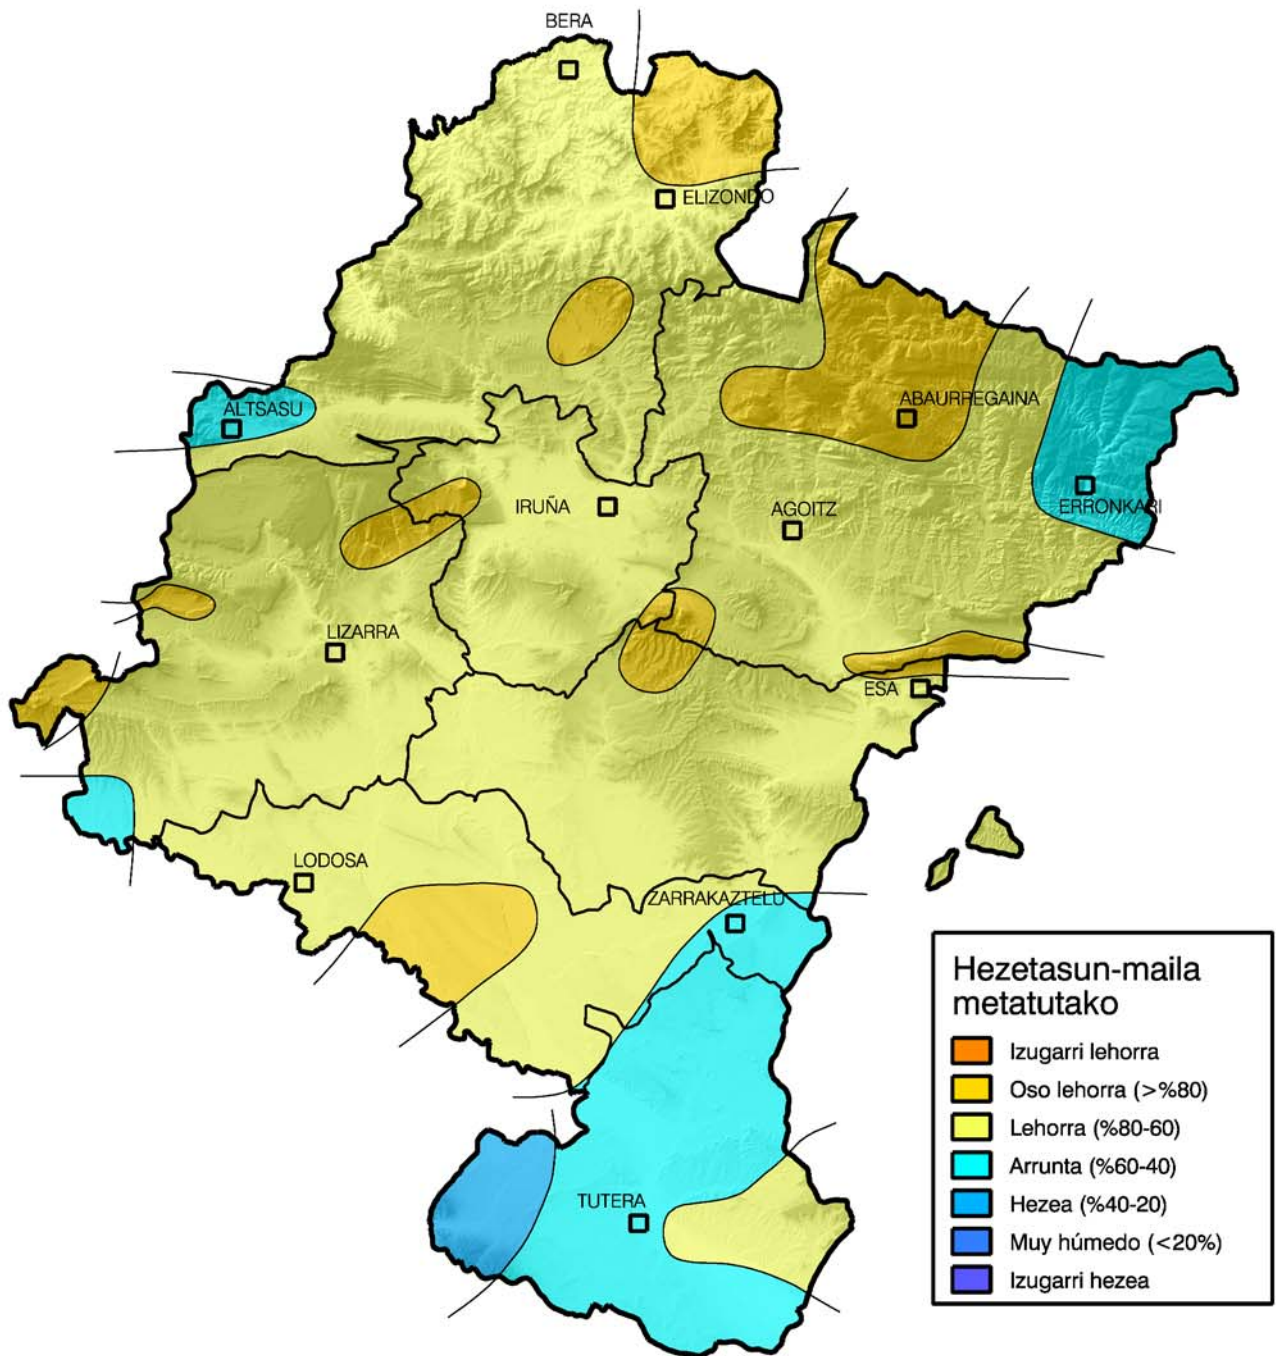 BERA
ELIZONDO
ALTSASU
ABAURREGAINA
IRUÑA
AGOITZ
ERRONKARI
LIZARRA
ESA
LODOSA
ZARRAKAZTELU
TUTERA
Hezetasun-maila
metatutako
Izugarri lehorra
Oso lehorra (>%80)
Lehorra (%80-60)
Arrunta (%60-40)
Hezea (%40-20)
Muy húmedo (<20%)
Izugarri hezea